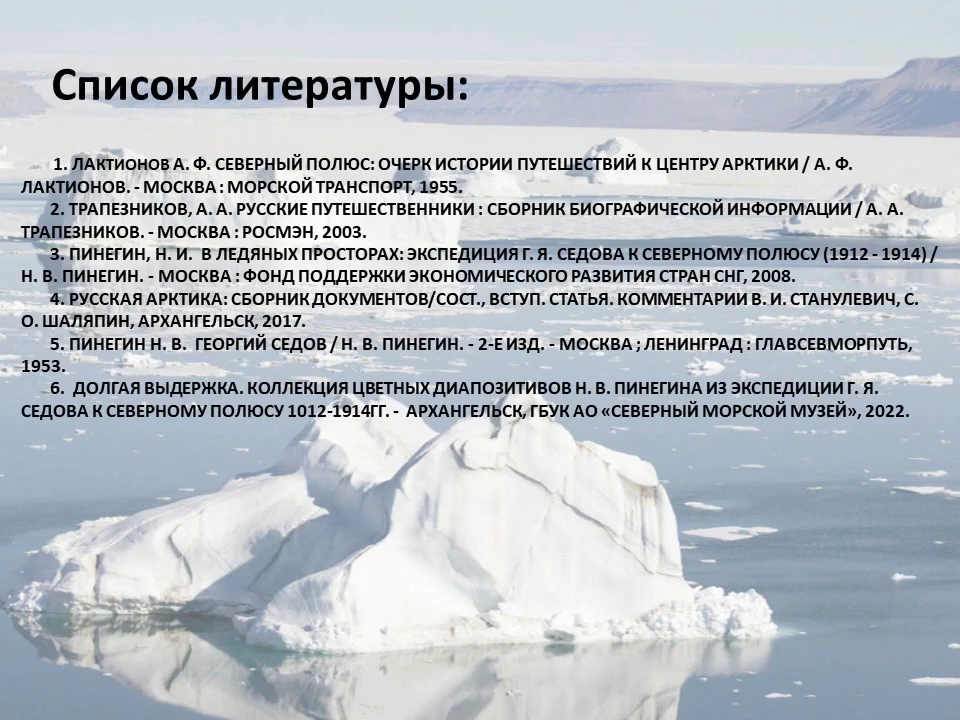 Список литературы:
1. ЛАКТИОНОВ А. Ф. СЕВЕРНЫЙ ПОЛЮС: ОЧЕРК ИСТОРИИ ПУТЕШЕСТВИЙ К ЦЕНТРУ АРКТИКИ / А. Ф.
ЛАКТИОНОВ. - МОСКВА : МОРСКОЙ ТРАНСПОРТ, 1955.
2. ТРАПЕЗНИКОВ, А. А. РУССКИЕ ПУТЕШЕСТВЕННИКИ : СБОРНИК БИОГРАФИЧЕСКОЙ ИНФОРМАЦИИ / А. А.
ТРАПЕЗНИКОВ. - МОСКВА : РОСМЭН, 2003.
3. ПИНЕГИН, Н. И. В ЛЕДЯНЫХ ПРОСТОРАХ: ЭКСПЕДИЦИЯ Г. Я. СЕДОВА К СЕВЕРНОМУ ПОЛЮСУ (1912 - 1914) /
Н. В. ПИНЕГИН. - МОСКВА : ФОНД ПОДДЕРЖКИ ЭКОНОМИЧЕСКОГО РАЗВИТИЯ СТРАН СНГ, 2008.
4. РУССКАЯ АРКТИКА: СБОРНИК ДОКУМЕНТОВ/СОСТ., ВСТУП. СТАТЬЯ. КОММЕНТАРИИ В. И. СТАНУЛЕВИЧ, С.
О. ШАЛЯПИН, АРХАНГЕЛЬСК, 2017.
5. ПИНЕГИН Н. В. ГЕОРГИЙ СЕДОВ / Н. В. ПИНЕГИН. - 2-Е ИЗД. - МОСКВА ; ЛЕНИНГРАД : ГЛАВСЕВМОРПУТЬ,
1953.
6. ДОЛГАЯ ВЫДЕРЖКА. КОЛЛЕКЦИЯ ЦВЕТНЫХ ДИАПОЗИТИВОВ Н. В. ПИНЕГИНА ИЗ ЭКСПЕДИЦИИ Г. Я.
СЕДОВА К СЕВЕРНОМУ ПОЛЮСУ 1012-1914ГГ. - АРХАНГЕЛЬСК, ГБУК АО «СЕВЕРНЫЙ МОРСКОЙ МУЗЕЙ», 2022.